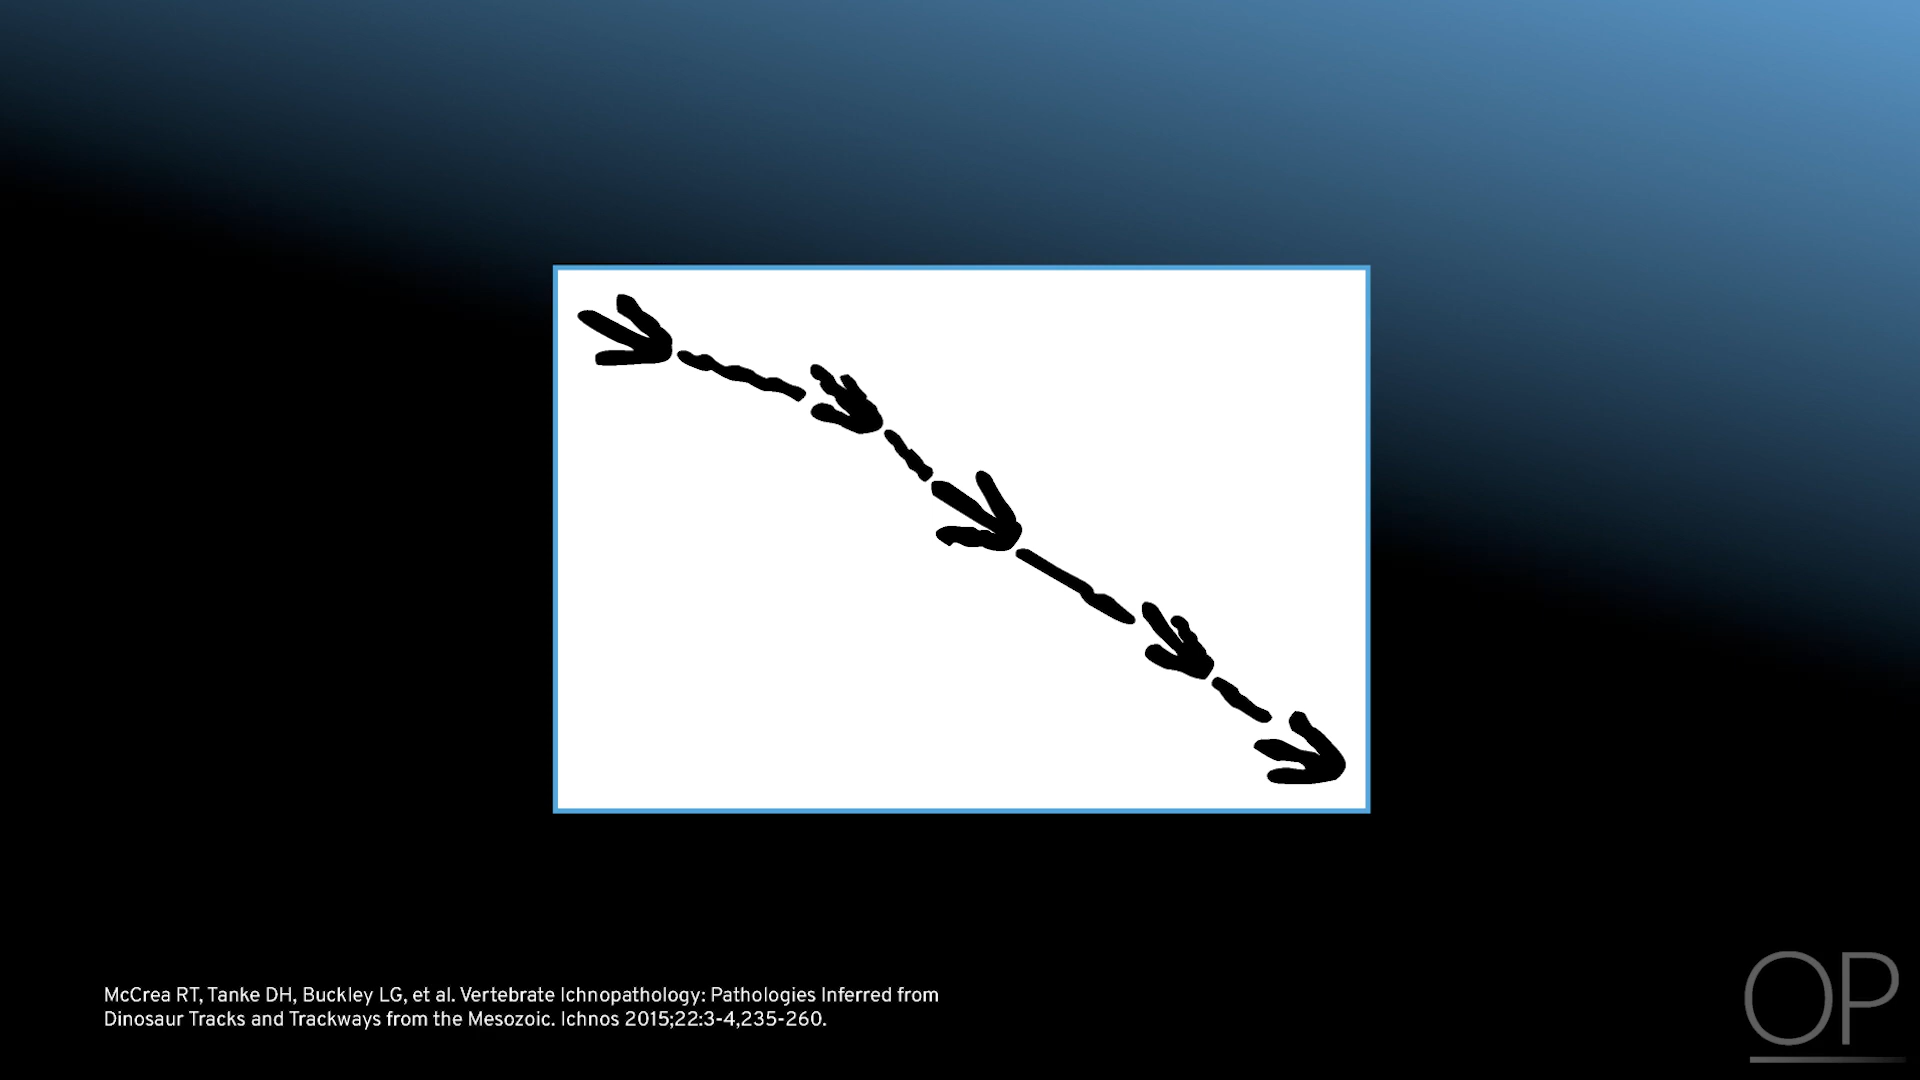 McCrea RT, Tanke DH, Buckley LG, et al. Vertebrate Ichnopathology: Pathologies Inferred from
Dinosaur Tracks and Trackways from the Mesozoic. Ichnos 2015;22:3-4,235-260.
OP